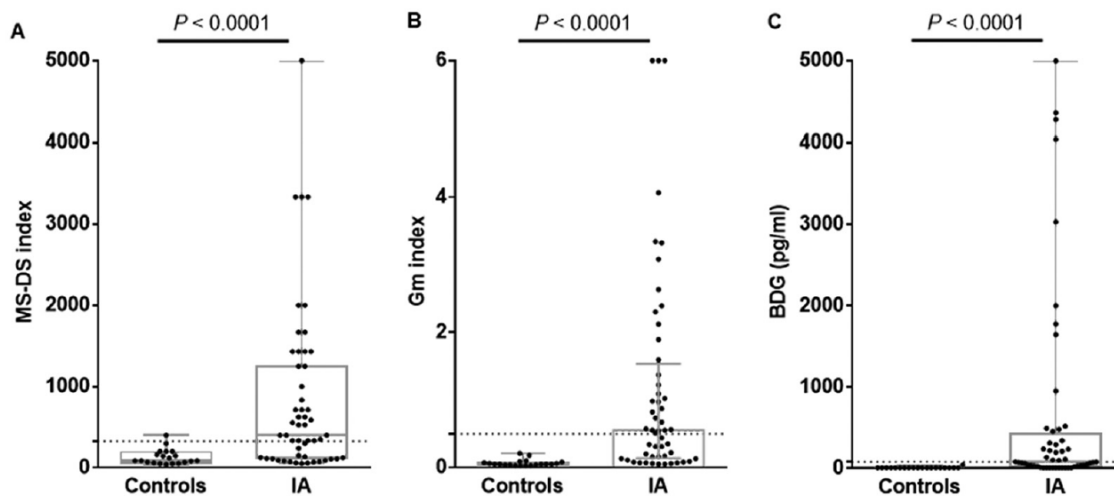 A
P < 0.0001
MS-DS index
5000
4000
3000
2000
1000
0
Controls
IA
B
P < 0.0001
Gm index
6
4
2
0
Controls
IA
C
P < 0.0001
BDG (pg/ml)
5000
4000
3000
2000
1000
0
Controls
IA